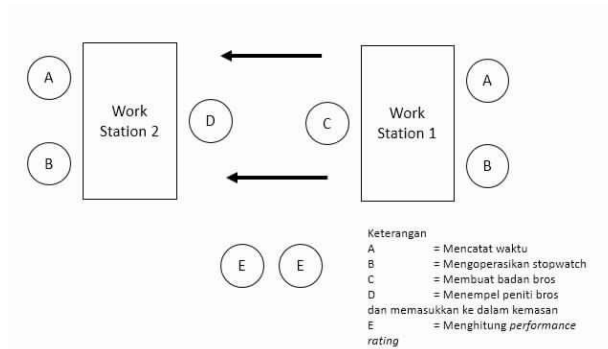 A
Work
Station 2
B
D
C
Work
Station 1
A
B
E
E
Keterangan
A = Mencatat waktu
B = Mengoperasikan stopwatch
C = Membuat badan bros
D = Menempel peniti bros
dan memasukkan ke dalam kemasan
E = Menghitung performance
rating